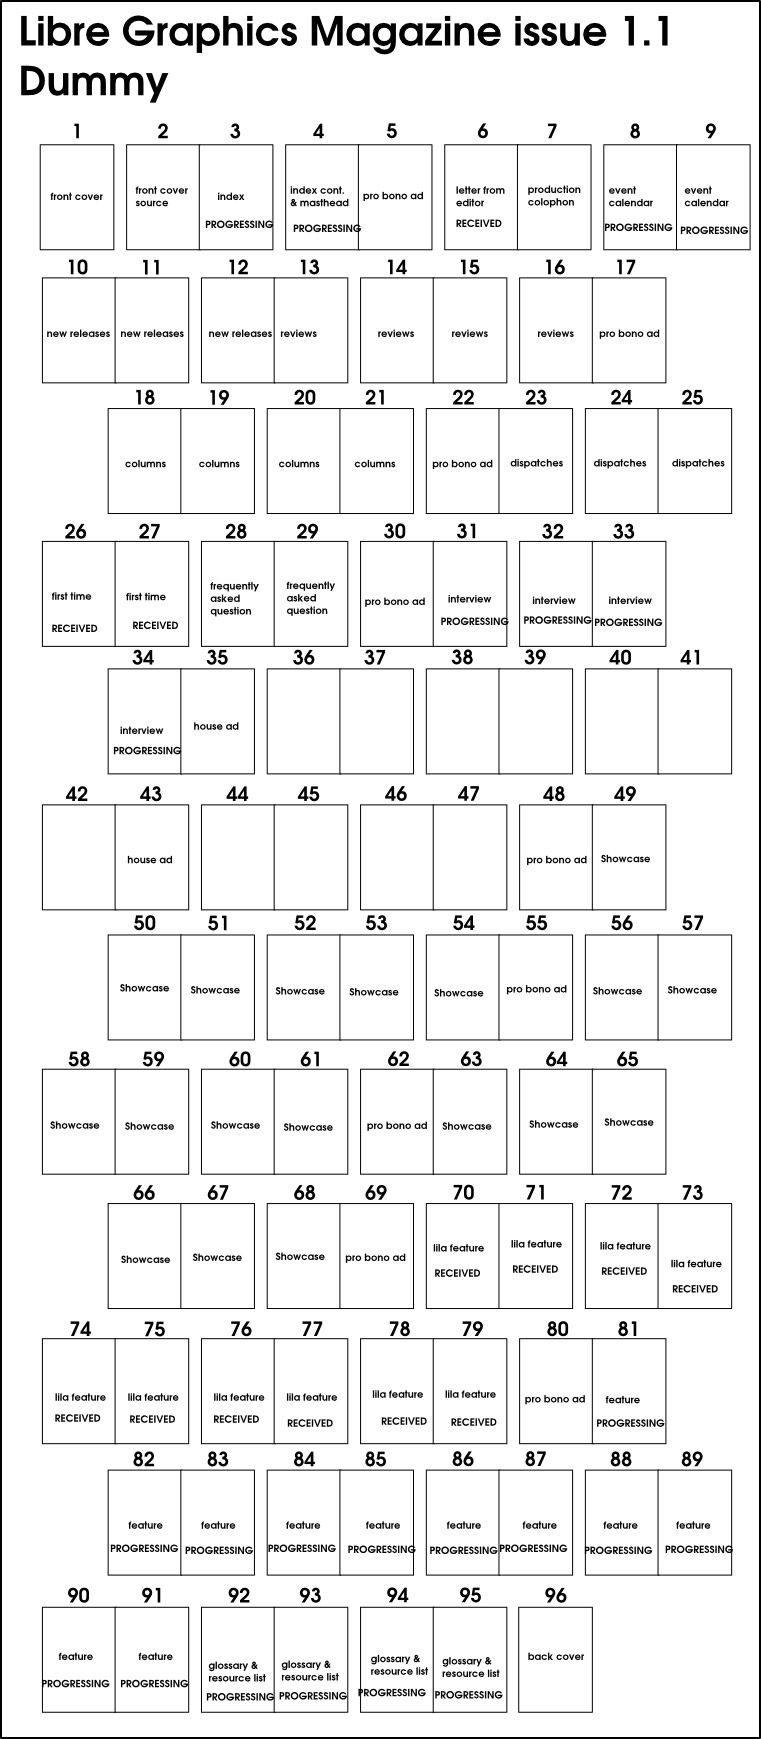 Libre Graphics Magazine issue 1.1
Dummy
1 2 3 4 5 6 7 8 9
front cover
front cover
source
index
PROGRESSING
index cont.
& masthead
PROGRESSING
pro bono ad
letter from
editor
RECEIVED
production
colophon
event
calendar
PROGRESSING
event
calendar
PROGRESSING
10 11 12 13 14 15 16 17
new releases new releases new releases reviews reviews reviews reviews pro bono ad
18 19 20 21 22 23 24 25
columns columns columns columns pro bono ad dispatches dispatches dispatches
26 27 28 29 30 31 32 33
first time
RECEIVED
first time
RECEIVED
frequently
asked
question
frequently
asked
question
pro bono ad
interview
PROGRESSING
interview
PROGRESSING
interview
PROGRESSING
34 35 36 37 38 39 40 41
interview
PROGRESSING
house ad
42 43 44 45 46 47 48 49
house ad pro bono ad Showcase
50 51 52 53 54 55 56 57
Showcase Showcase Showcase Showcase Showcase pro bono ad Showcase Showcase
58 59 60 61 62 63 64 65
Showcase Showcase Showcase Showcase pro bono ad Showcase Showcase Showcase
66 67 68 69 70 71 72 73
Showcase Showcase Showcase pro bono ad
lila feature
RECEIVED
lila feature
RECEIVED
lila feature
RECEIVED
lila feature
RECEIVED
74 75 76 77 78 79 80 81
lila feature
RECEIVED
lila feature
RECEIVED
lila feature
RECEIVED
lila feature
RECEIVED
lila feature
RECEIVED
lila feature
RECEIVED
pro bono ad
feature
PROGRESSING
82 83 84 85 86 87 88 89
feature
PROGRESSING
feature
PROGRESSING
feature
PROGRESSING
feature
PROGRESSING
feature
PROGRESSING
feature
PROGRESSING
feature
PROGRESSING
feature
PROGRESSING
90 91 92 93 94 95 96
feature
PROGRESSING
feature
PROGRESSING
glossary &
resource list
PROGRESSING
glossary &
resource list
PROGRESSING
glossary &
resource list
PROGRESSING
glossary &
resource list
PROGRESSING
back cover